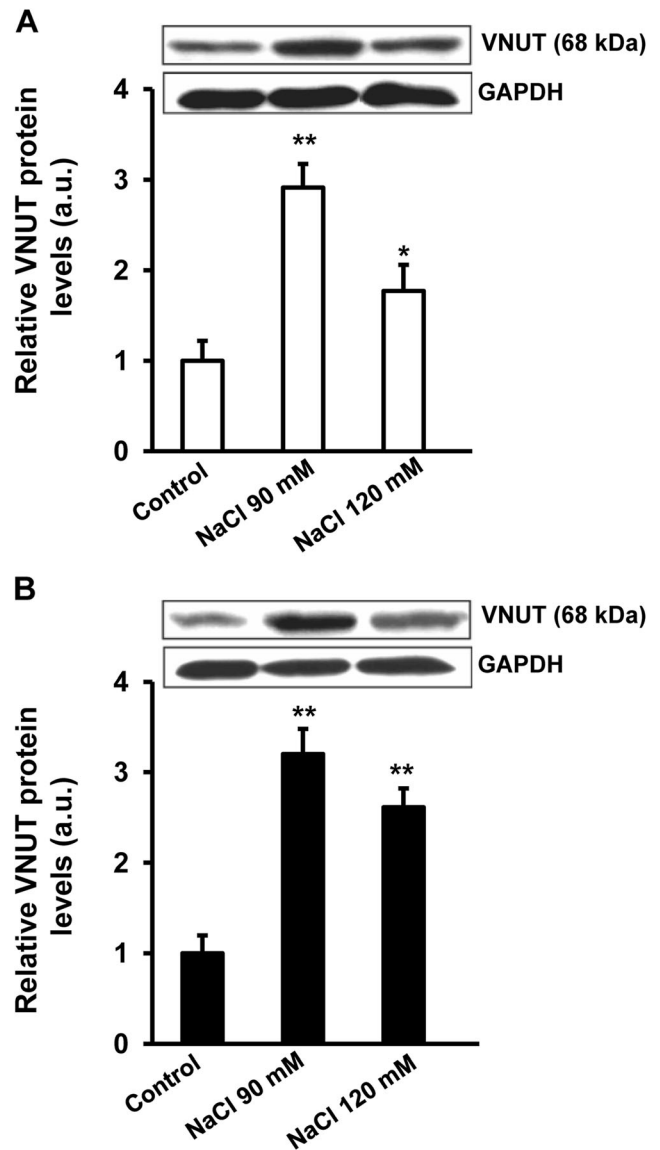 A
VNUT (68 kDa)
GAPDH
Relative VNUT protein
levels (a.u.)
4
3
2
1
0
**
*
Control
NaCl 90 mM
NaCl 120 mM
B
VNUT (68 kDa)
GAPDH
Relative VNUT protein
levels (a.u.)
4
3
2
1
0
**
**
Control
NaCl 90 mM
NaCl 120 mM